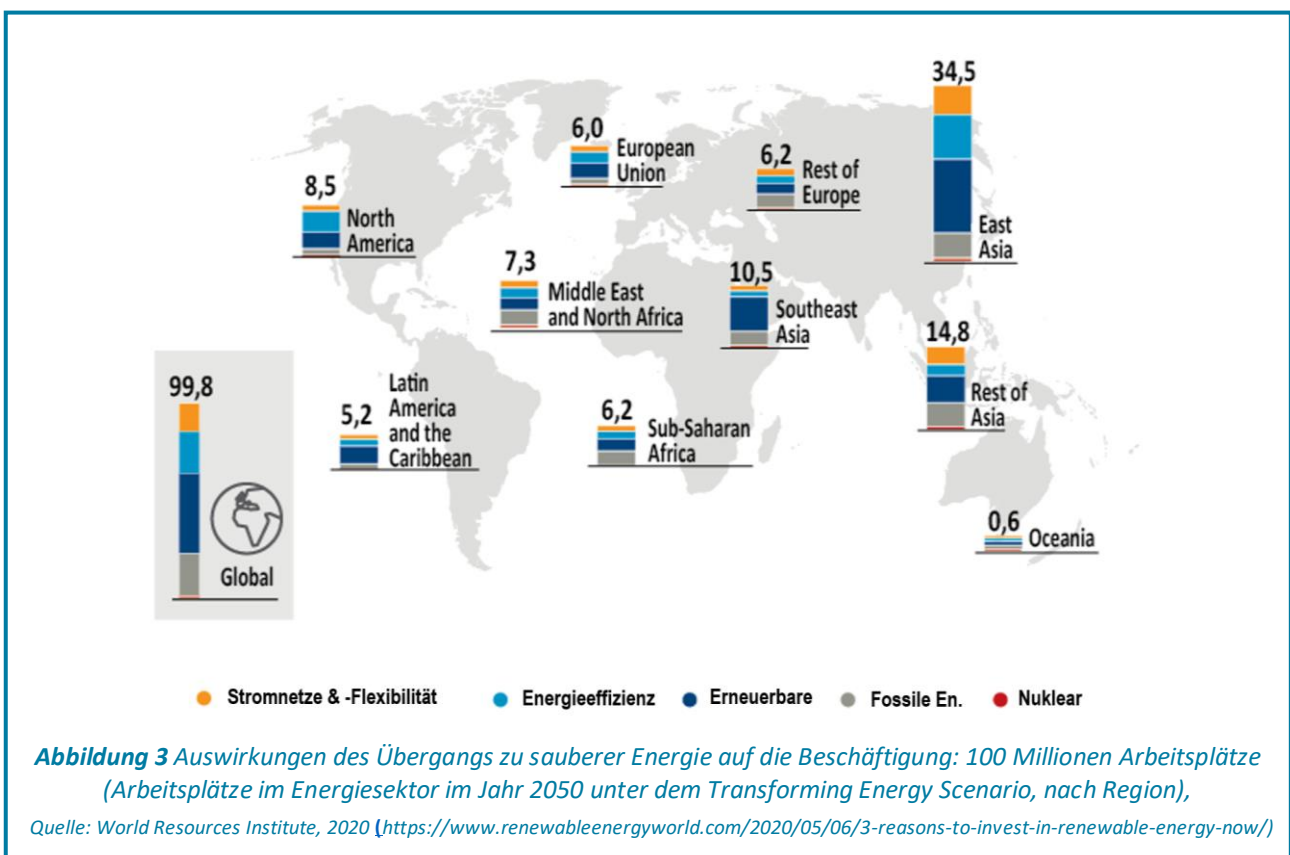 34,5
6,0
European
Union
6,2
Rest of
Europe
8,5
North
America
East
Asia
7,3
Middle East
and North Africa
10,5
Southeast
Asia
14,8
Rest of
Asia
99,8
Global
5,2
Latin
America
and the
Caribbean
6,2
Sub-Saharan
Africa
0,6
Oceania
Stromnetze & -Flexibilität
Energieeffizienz
Erneuerbare
Fossile En.
Nuklear
Abbildung 3 Auswirkungen des Übergangs zu sauberer Energie auf die Beschäftigung: 100 Millionen Arbeitsplätze
(Arbeitsplätze im Energiesektor im Jahr 2050 unter dem Transforming Energy Scenario, nach Region),
Quelle: World Resources Institute, 2020 (https://www.renewableenergyworld.com/2020/05/06/3-reasons-to-invest-in-renewable-energy-now/)